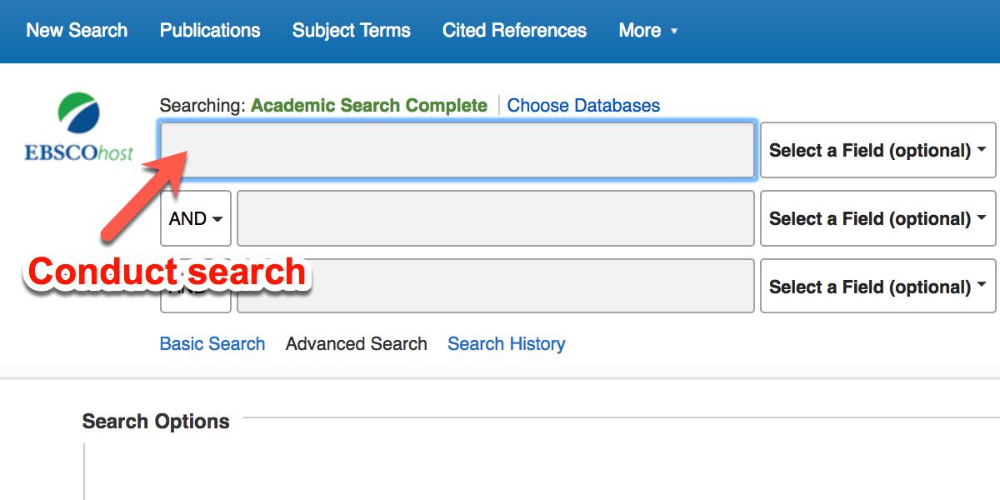 New Search Publications Subject Terms Cited References More
Searching: Academic Search Complete | Choose Databases
EBSCOhost
Select a Field (optional)
AND
Select a Field (optional)
Conduct search
AND
Select a Field (optional)
Basic Search Advanced Search Search History
Search Options